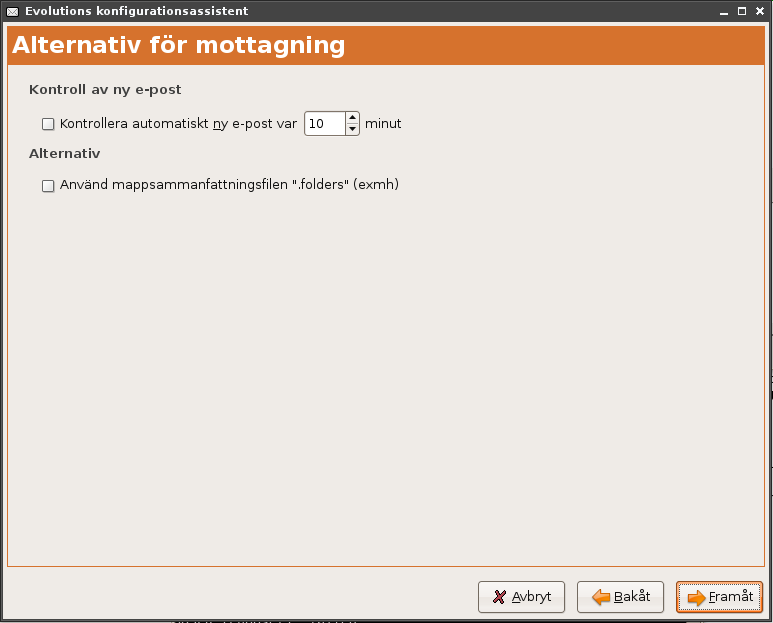 Evolutions konfigurationsassistent
Alternativ för mottagning
Kontroll av ny e-post
Kontrollera automatiskt ny e-post var 10 minut
Alternativ
Använd mappsammanfattningsfilen ".folders" (exmh)
Avbryt Bakåt Framåt